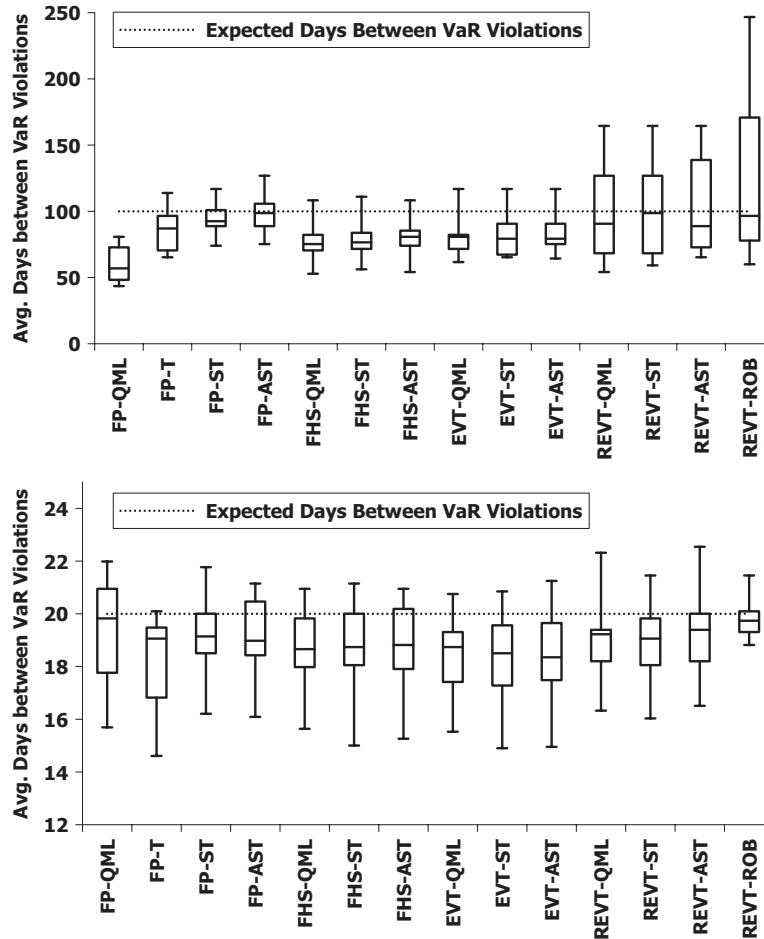 Avg. Days between VaR Violations
250
200
150
100
50
0
Expected Days Between VaR Violations
FP-QML
FP-T
FP-ST
FP-AST
FHS-QML
FHS-ST
FHS-AST
EVT-QML
EVT-ST
EVT-AST
REVT-QML
REVT-ST
REVT-AST
REVT-ROB
Avg. Days between VaR Violations
24
22
20
18
16
14
12
Expected Days Between VaR Violations
FP-QML
FP-T
FP-ST
FP-AST
FHS-QML
FHS-ST
FHS-AST
EVT-QML
EVT-ST
EVT-AST
REVT-QML
REVT-ST
REVT-AST
REVT-ROB